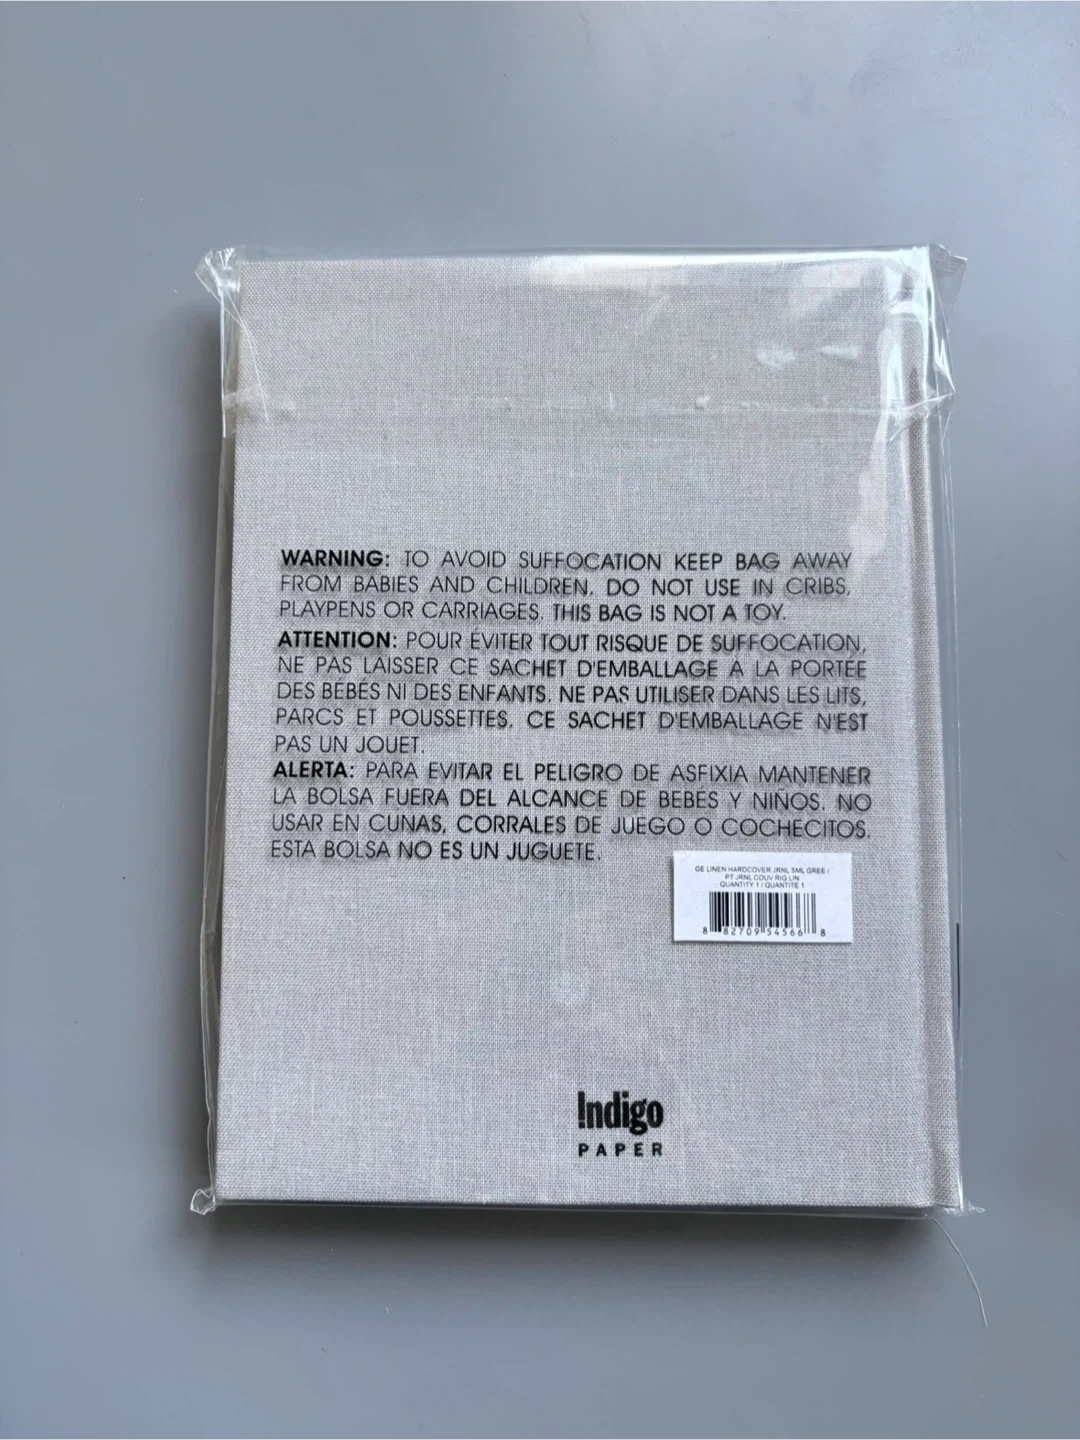 WARNING: TO AVOID SUFFOCATION KEEP BAG AWAY
FROM BABIES AND CHILDREN. DO NOT USE IN CRIBS,
PLAYPENS OR CARRIAGES. THIS BAG IS NOT A TOY.
ATTENTION: POUR ÉVITER TOUT RISQUE DE SUFFOCATION,
NE PAS LAISSER CE SACHET D'EMBALLAGE À LA PORTÉE
DES BÉBÉS NI DES ENFANTS. NE PAS UTILISER DANS LES LITS,
PARCS ET POUSSETTES. CE SACHET D'EMBALLAGE N'EST
PAS UN JOUET.
ALERTA: PARA EVITAR EL PELIGRO DE ASFIXIA MANTENER
LA BOLSA FUERA DEL ALCANCE DE BEBÉS Y NIÑOS. NO
USAR EN CUNAS, CORRALES DE JUEGO O COCHECITOS.
ESTA BOLSA NO ES UN JUGUETE.
GE LINEN HARDCOVER JRNL SML GREE /
PT JRNL COUV RIG LIN
QUANTITY 1 / QUANTITÉ 1
8 82709 54566 8
Indigo
PAPER